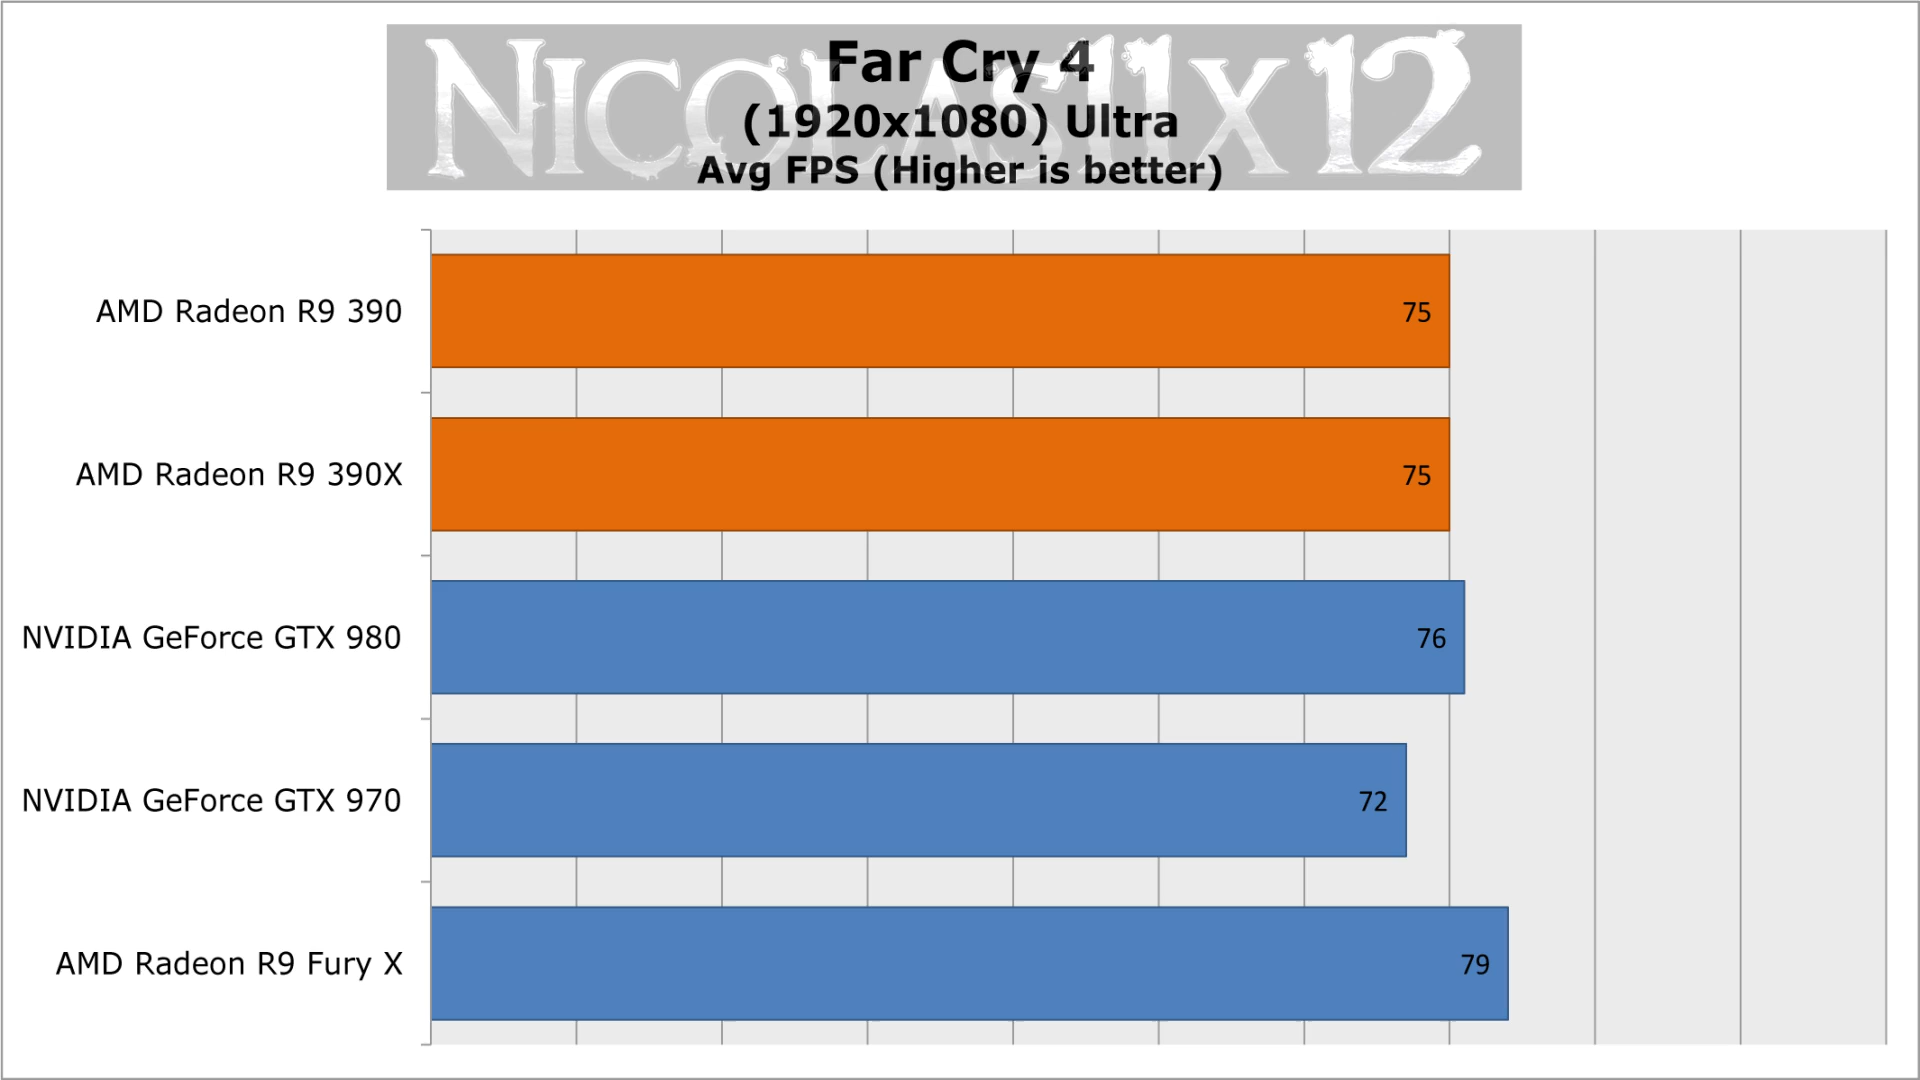 Nicolas11x12
Far Cry 4
(1920x1080) Ultra
Avg FPS (Higher is better)
AMD Radeon R9 390
75
AMD Radeon R9 390X
75
NVIDIA GeForce GTX 980
76
NVIDIA GeForce GTX 970
72
AMD Radeon R9 Fury X
79